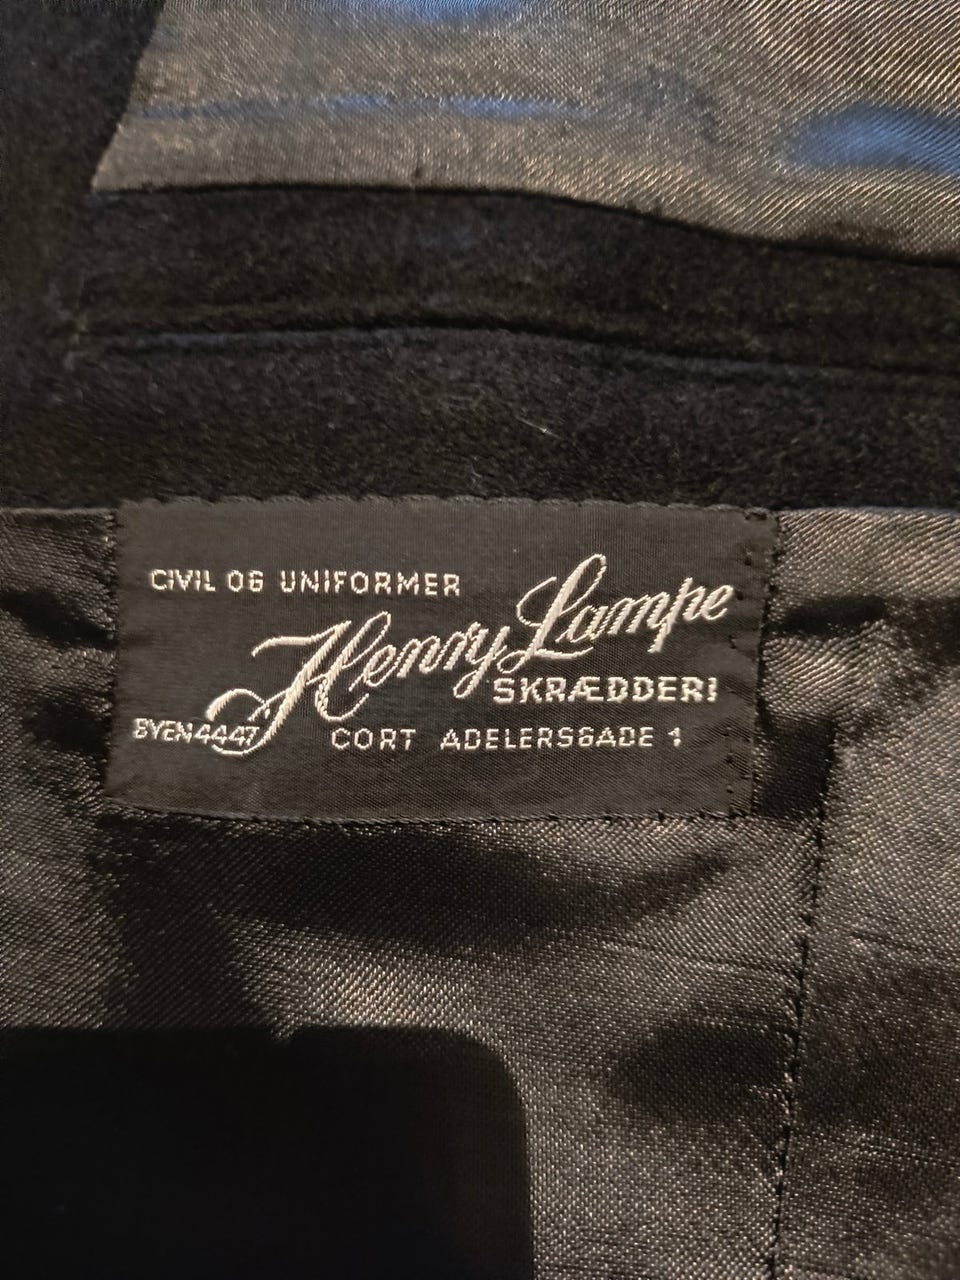 CIVIL OG UNIFORMER
Henry Lampe
SKRÆDDERI
BYEN 4447
CORT ADELERSGADE 1